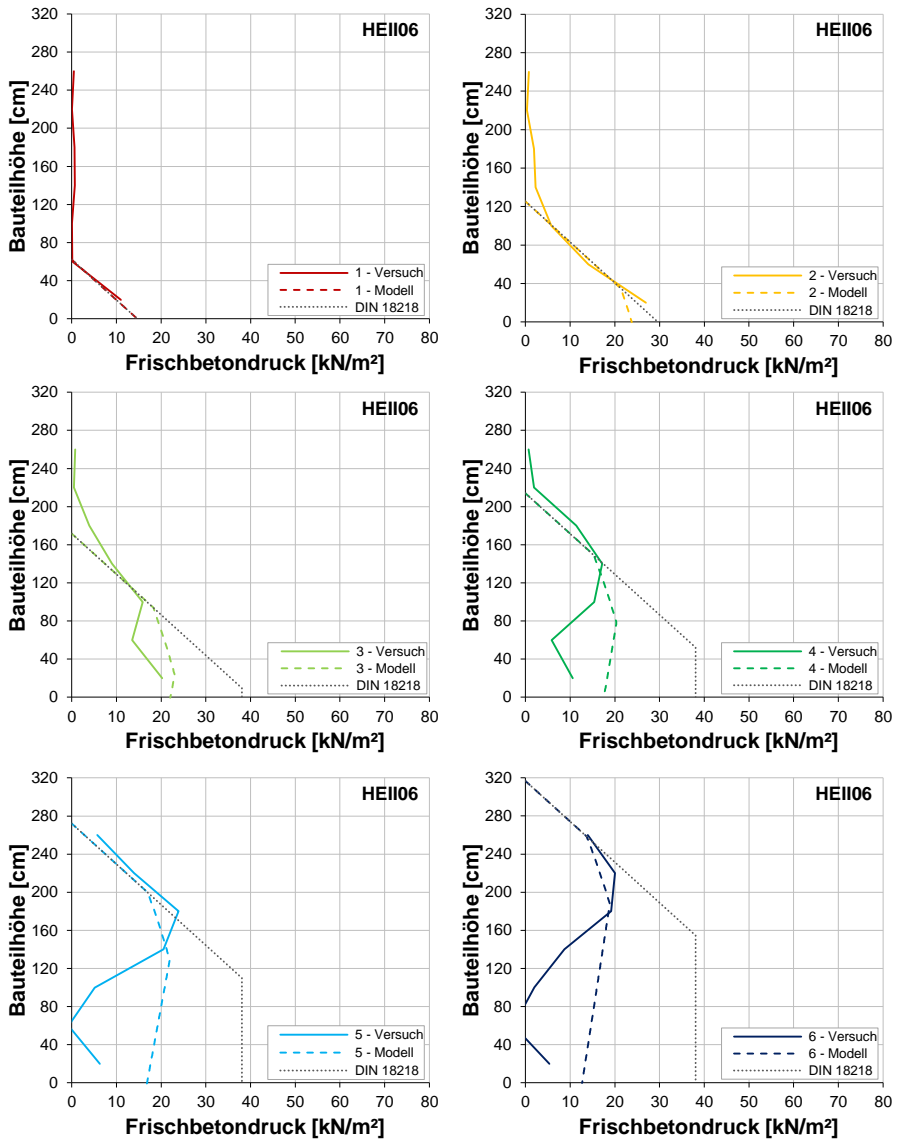 HEII06
320
280
240
200
160
120
80
40
0
Bauteilhöhe [cm]
1 - Versuch
1 - Modell
DIN 18218
0 10 20 30 40 50 60 70 80
Frischbetondruck [kN/m²]
HEII06
320
280
240
200
160
120
80
40
0
Bauteilhöhe [cm]
2 - Versuch
2 - Modell
DIN 18218
0 10 20 30 40 50 60 70 80
Frischbetondruck [kN/m²]
HEII06
320
280
240
200
160
120
80
40
0
Bauteilhöhe [cm]
3 - Versuch
3 - Modell
DIN 18218
0 10 20 30 40 50 60 70 80
Frischbetondruck [kN/m²]
HEII06
320
280
240
200
160
120
80
40
0
Bauteilhöhe [cm]
4 - Versuch
4 - Modell
DIN 18218
0 10 20 30 40 50 60 70 80
Frischbetondruck [kN/m²]
HEII06
320
280
240
200
160
120
80
40
0
Bauteilhöhe [cm]
5 - Versuch
5 - Modell
DIN 18218
0 10 20 30 40 50 60 70 80
Frischbetondruck [kN/m²]
HEII06
320
280
240
200
160
120
80
40
0
Bauteilhöhe [cm]
6 - Versuch
6 - Modell
DIN 18218
0 10 20 30 40 50 60 70 80
Frischbetondruck [kN/m²]